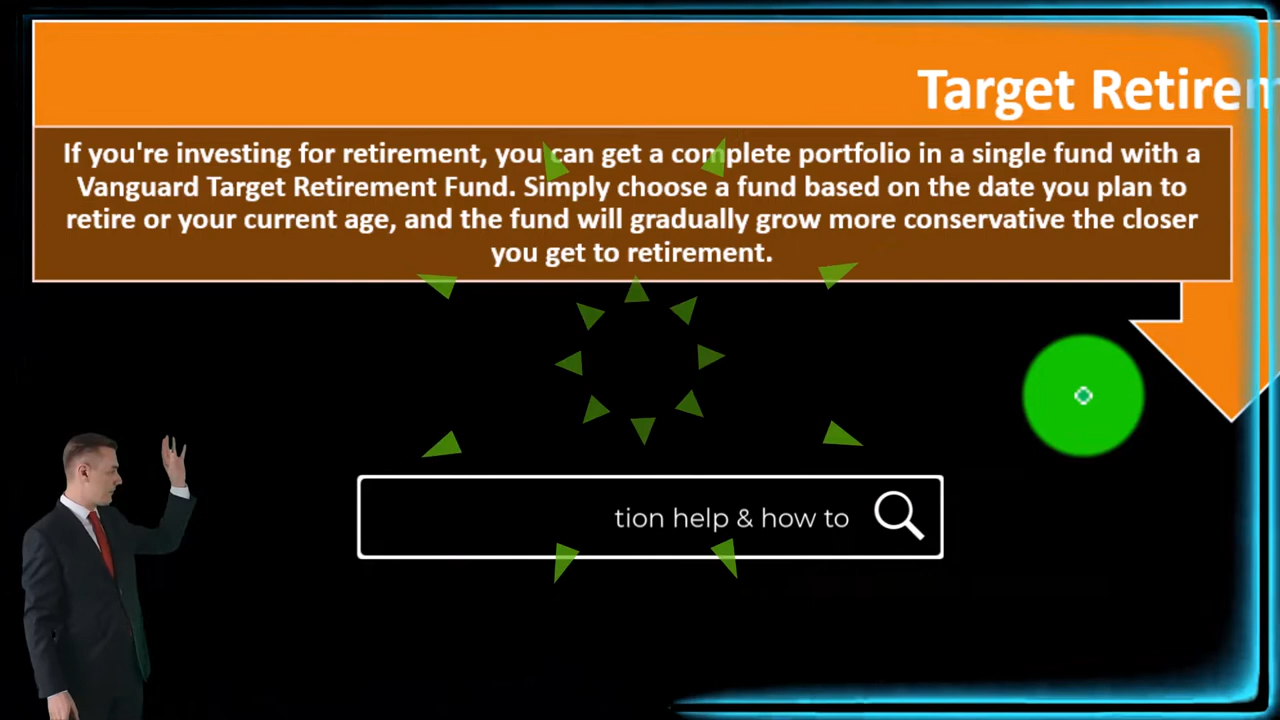 Target Retirem
If you're investing for retirement, you can get a complete portfolio in a single fund with a
Vanguard Target Retirement Fund. Simply choose a fund based on the date you plan to
retire or your current age, and the fund will gradually grow more conservative the closer
you get to retirement.
tion help & how to